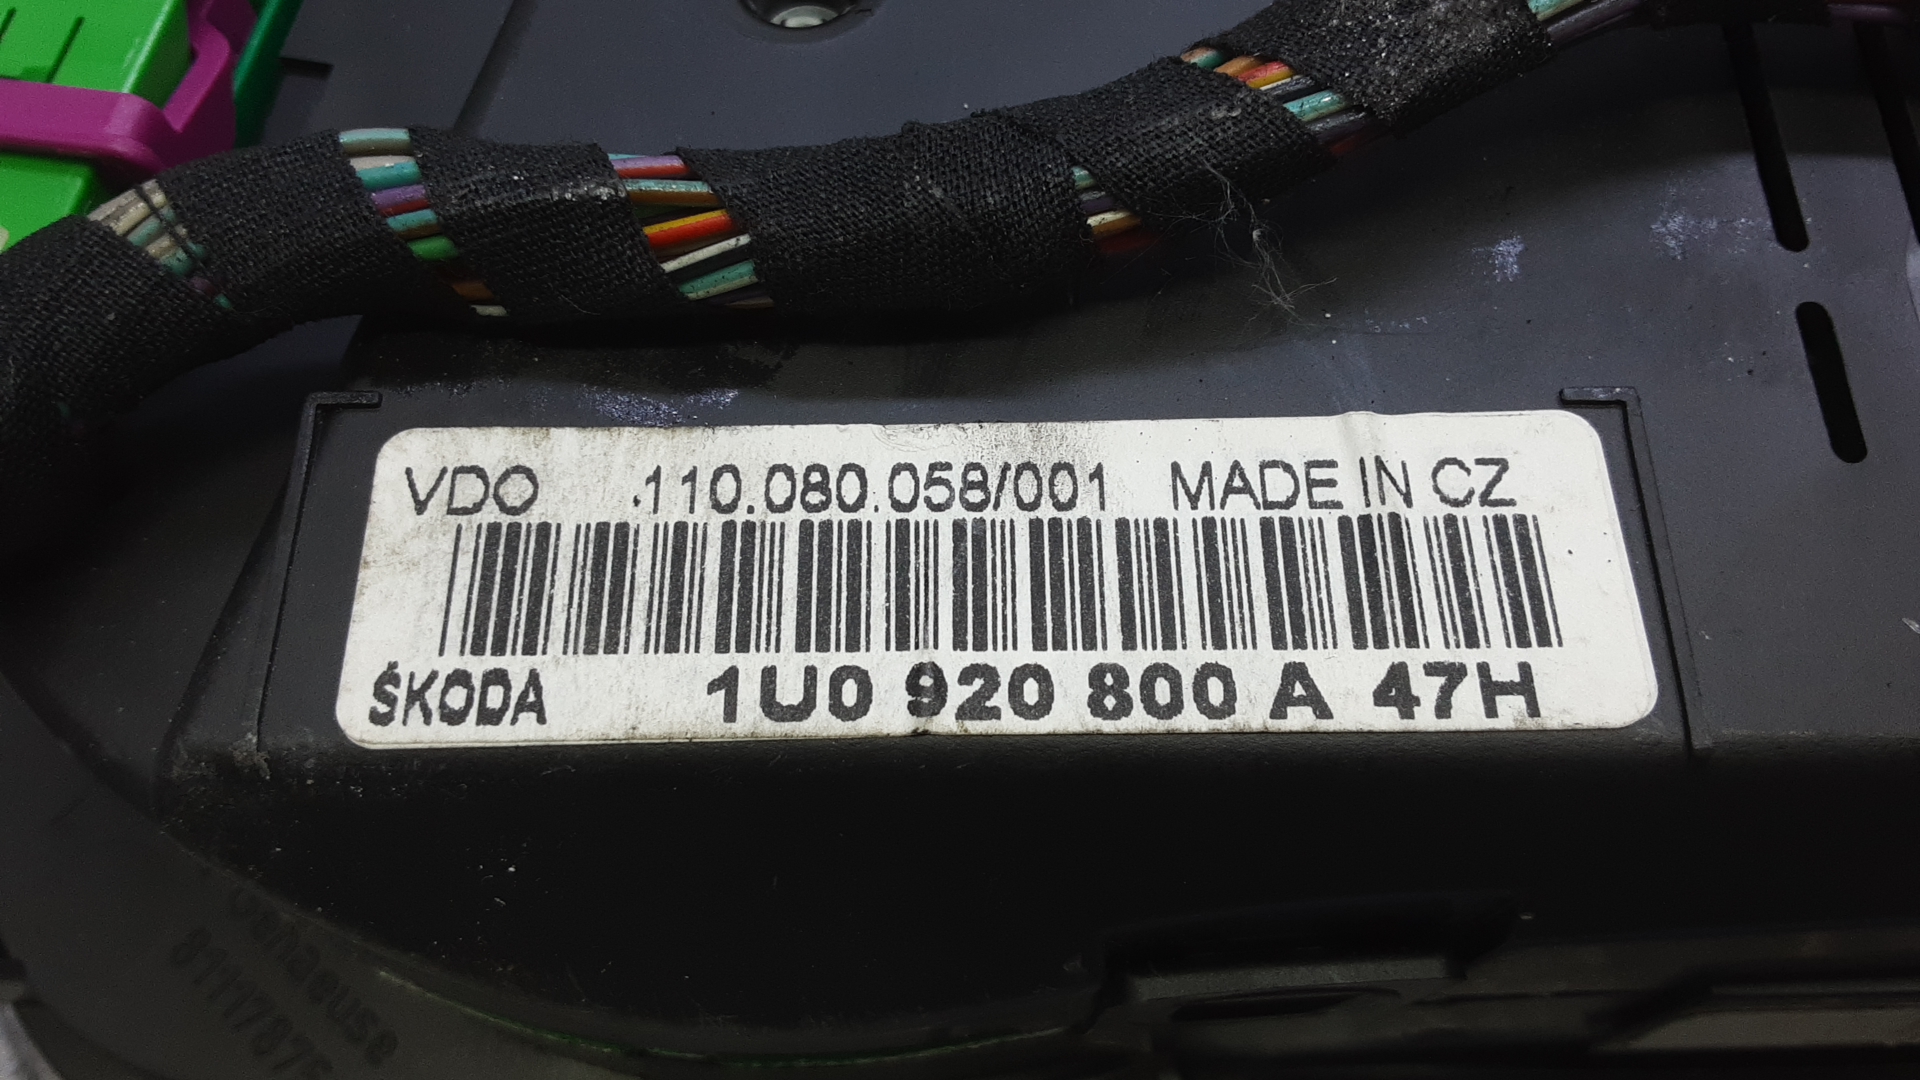 VDO 110.080.058/001 MADE IN CZ
ŠKODA 1U0 920 800 A 47H